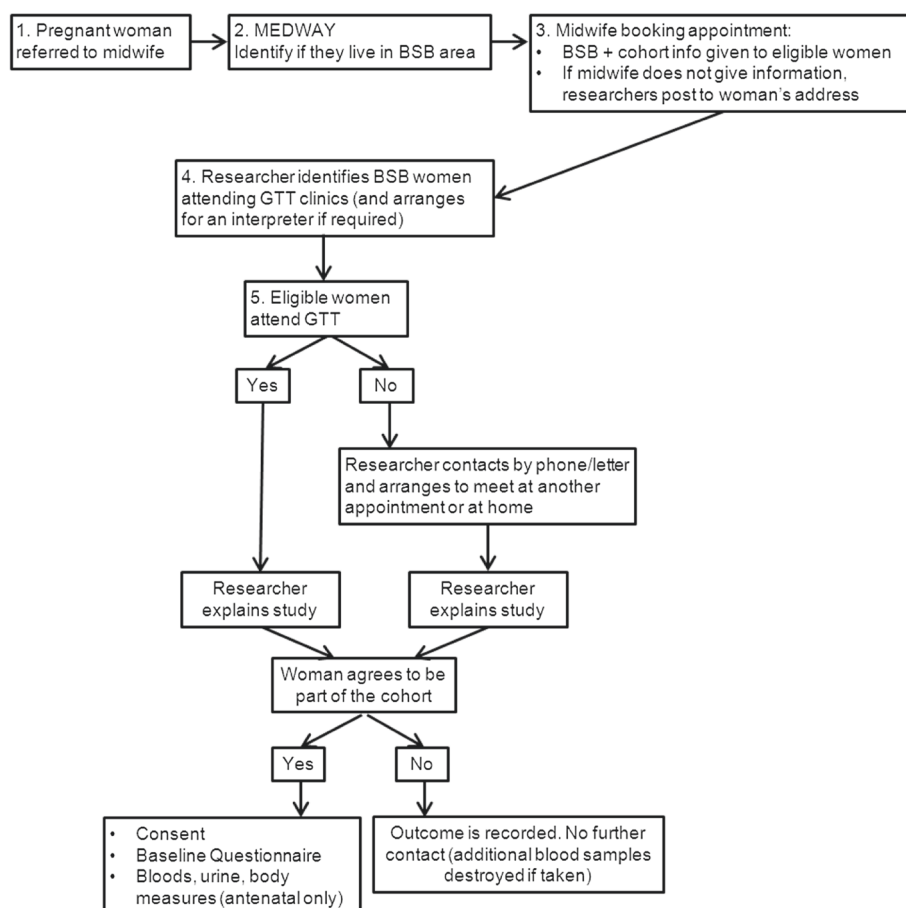 1. Pregnant woman
referred to midwife
2. MEDWAY
Identify if they live in BSB area
3. Midwife booking appointment:
• BSB + cohort info given to eligible women
• If midwife does not give information,
researchers post to woman's address
4. Researcher identifies BSB women
attending GTT clinics (and arranges
for an interpreter if required)
5. Eligible women
attend GTT
Yes
No
Researcher contacts by phone/letter
and arranges to meet at another
appointment or at home
Researcher
explains study
Researcher
explains study
Woman agrees to be
part of the cohort
Yes
No
• Consent
• Baseline Questionnaire
• Bloods, urine, body
measures (antenatal only)
Outcome is recorded. No further
contact (additional blood samples
destroyed if taken)